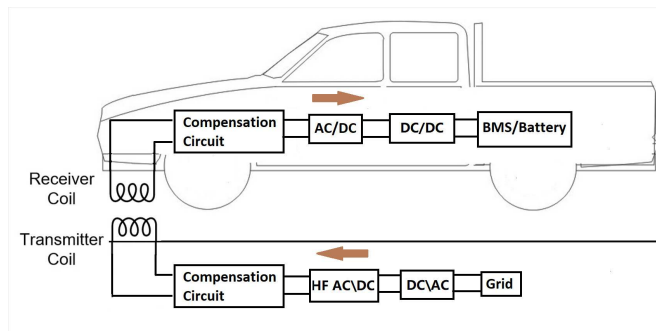 Compensation
Circuit
AC/DC
DC/DC
BMS/Battery
Receiver
Coil
Transmitter
Coil
Compensation
Circuit
HF AC\DC
DC\AC
Grid